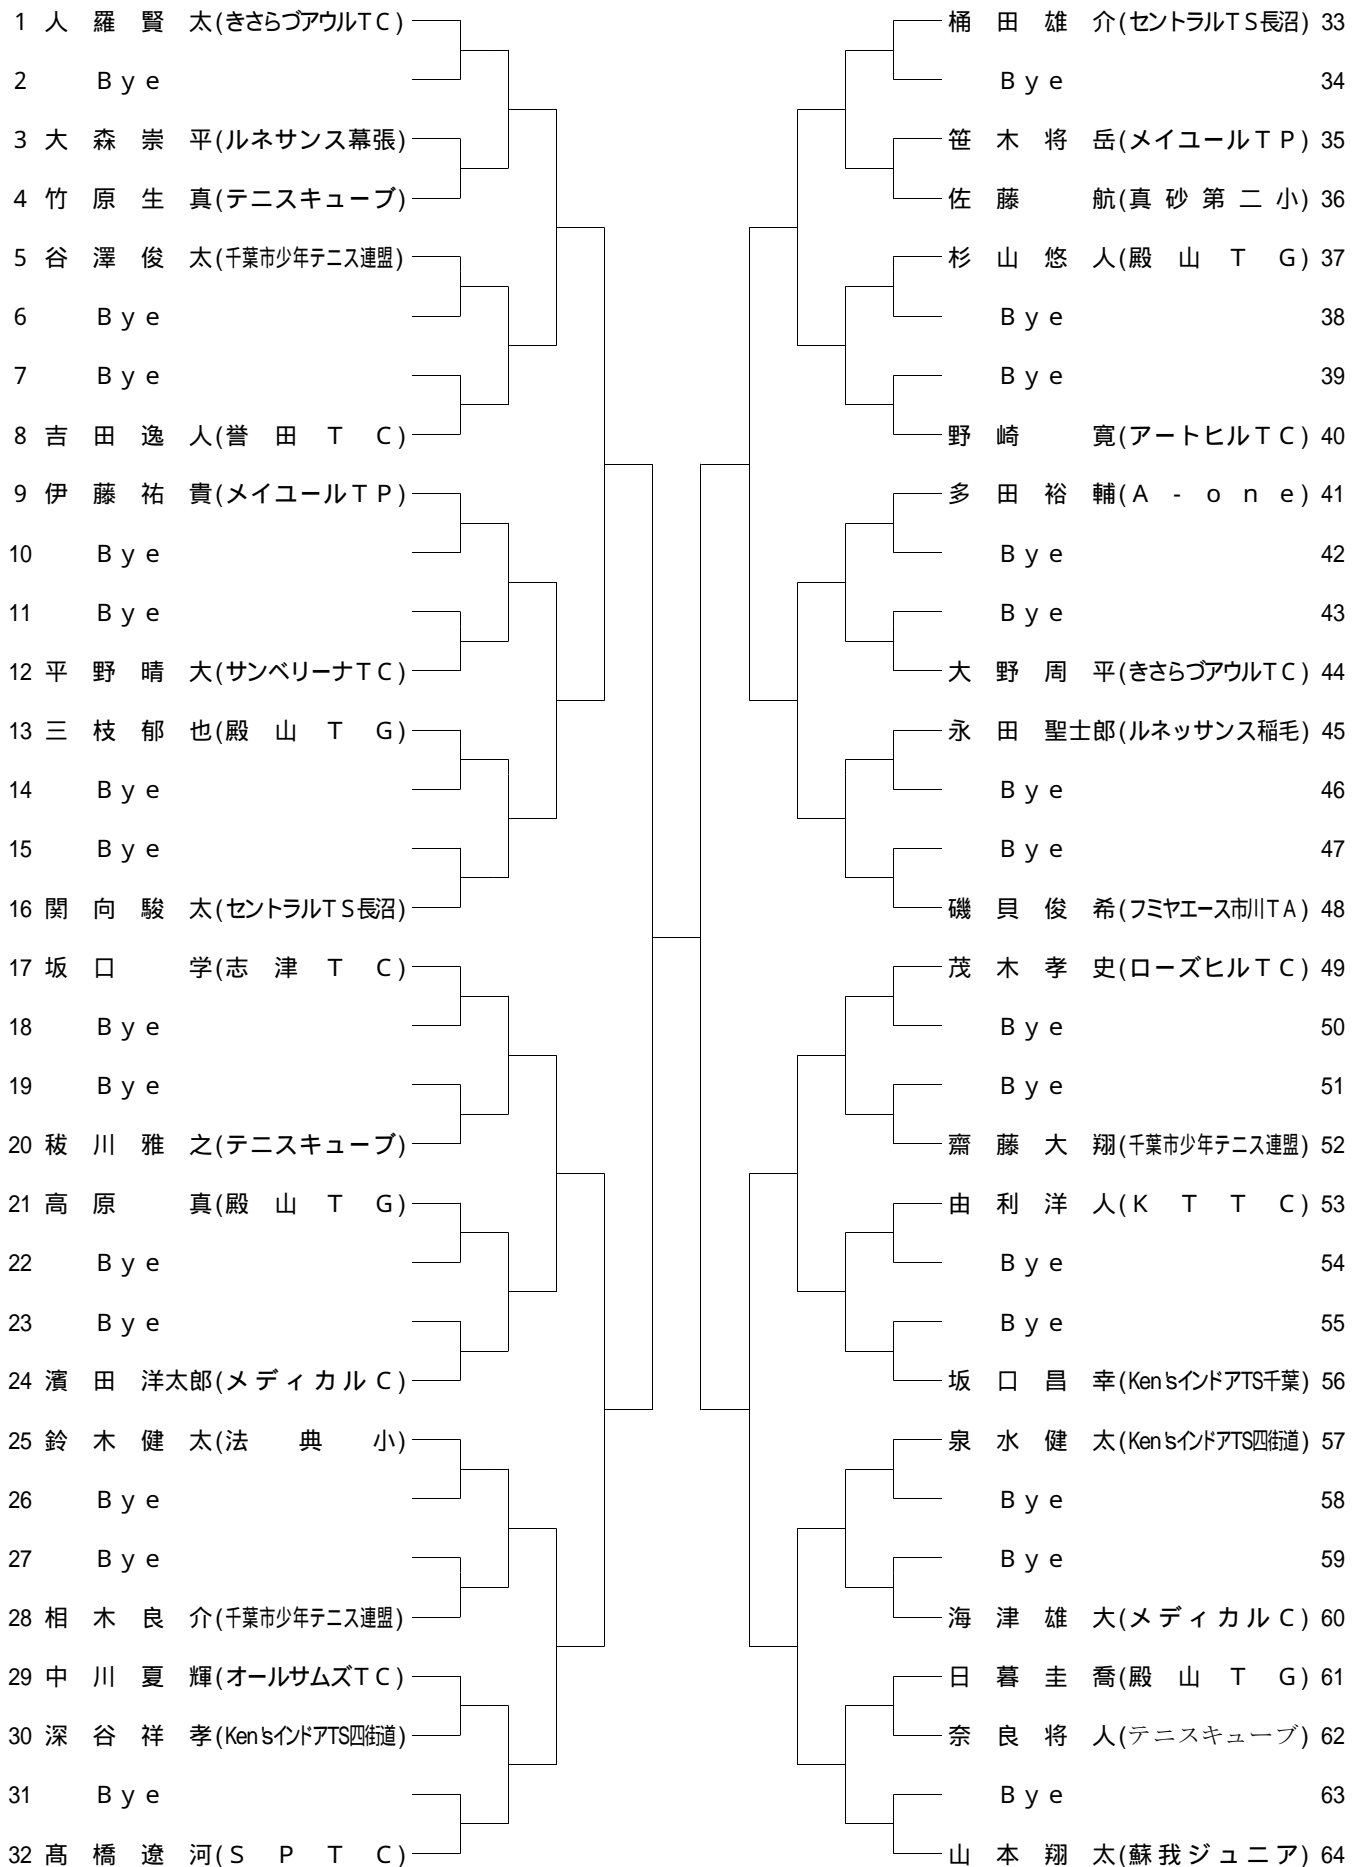 1 人羅賢太(きさらづアウルTC)
2 Bye
3 大森崇平(ルネサンス幕張)
4 竹原生真(テニスキューブ)
5 谷澤俊太(千葉市少年テニス連盟)
6 Bye
7 Bye
8 吉田逸人(誉田TC)
9 伊藤祐貴(メイユールTP)
10 Bye
11 Bye
12 平野晴大(サンベリーナTC)
13 三枝郁也(殿山TG)
14 Bye
15 Bye
16 関向駿太(セントラルTS長沼)
17 坂口学(志津TC)
18 Bye
19 Bye
20 秡川雅之(テニスキューブ)
21 高原真(殿山TG)
22 Bye
23 Bye
24 濱田洋太郎(メディカルC)
25 鈴木健太(法典小)
26 Bye
27 Bye
28 相木良介(千葉市少年テニス連盟)
29 中川夏輝(オールサムズTC)
30 深谷祥孝(Ken'sインドアTS四街道)
31 Bye
32 髙橋遼河(SPTC)
桶田雄介(セントラルTS長沼) 33
Bye 34
笹木将岳(メイユールTP) 35
佐藤航(真砂第二小) 36
杉山悠人(殿山TG) 37
Bye 38
Bye 39
野崎寛(アートヒルTC) 40
多田裕輔(A-one) 41
Bye 42
Bye 43
大野周平(きさらづアウルTC) 44
永田聖士郎(ルネッサンス稲毛) 45
Bye 46
Bye 47
磯貝俊希(フミヤエース市川TA) 48
茂木孝史(ローズヒルTC) 49
Bye 50
Bye 51
齋藤大翔(千葉市少年テニス連盟) 52
由利洋人(KTTC) 53
Bye 54
Bye 55
坂口昌幸(Ken'sインドアTS千葉) 56
泉水健太(Ken'sインドアTS四街道) 57
Bye 58
Bye 59
海津雄大(メディカルC) 60
日暮圭喬(殿山TG) 61
奈良将人(テニスキューブ) 62
Bye 63
山本翔太(蘇我ジュニア) 64